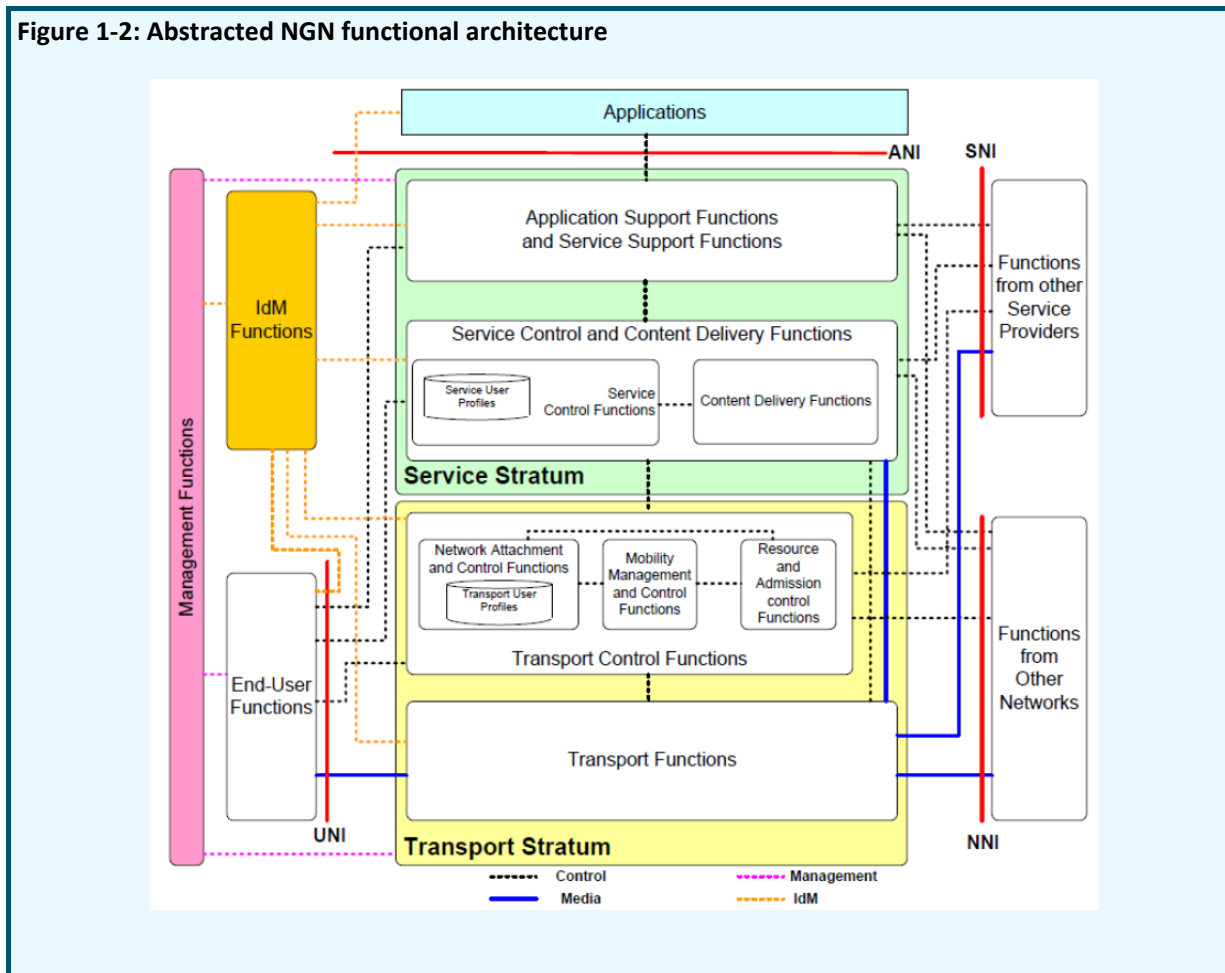 Figure 1-2: Abstracted NGN functional architecture
Applications
ANI
SNI
Application Support Functions
and Service Support Functions
Functions
from other
Service
Providers
IdM
Functions
Service Control and Content Delivery Functions
Service User
Profiles
Service
Control Functions
Content Delivery Functions
Service Stratum
Management Functions
Network Attachment
and Control Functions
Transport User
Profiles
Mobility
Management
and Control
Functions
Resource
and
Admission
control
Functions
Transport Control Functions
End-User
Functions
Functions
from
Other
Networks
Transport Functions
UNI
NNI
Transport Stratum
Control
Management
Media
IdM